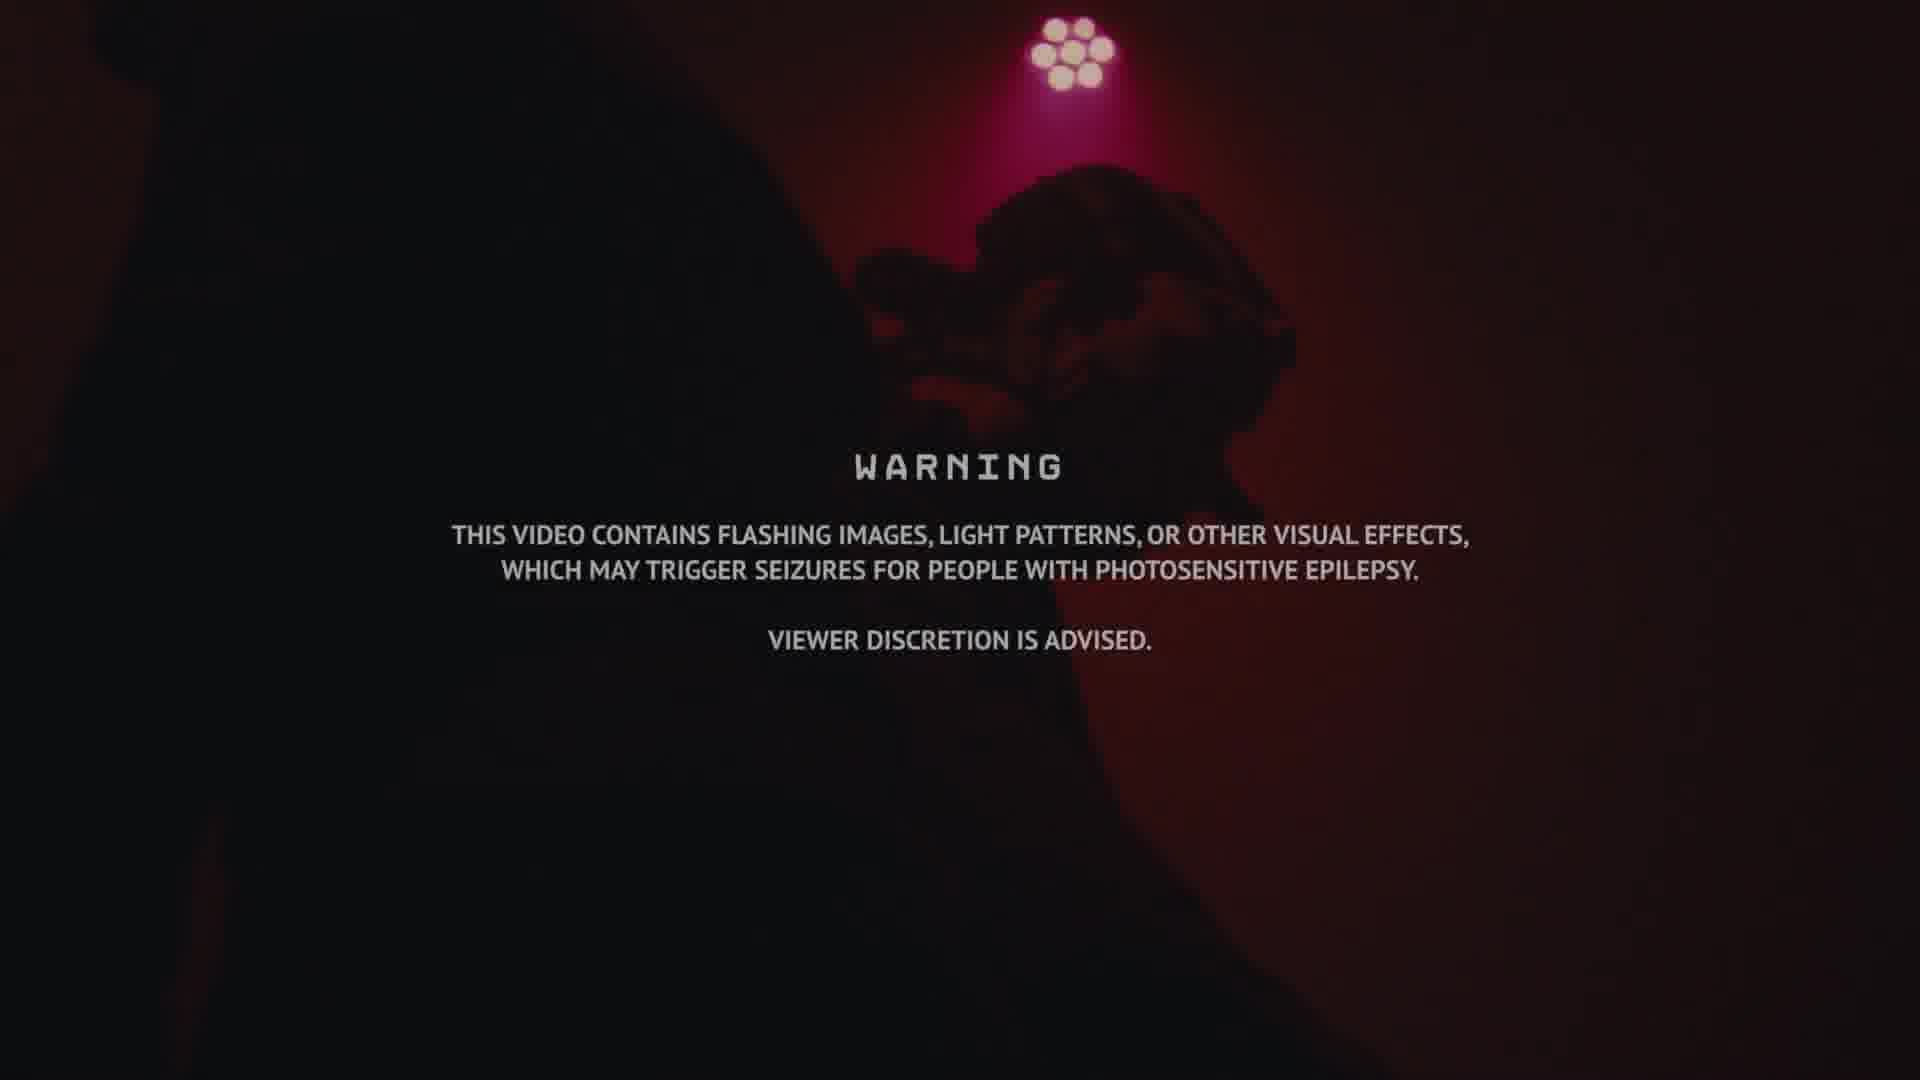 WARNING
THIS VIDEO CONTAINS FLASHING IMAGES, LIGHT PATTERNS, OR OTHER VISUAL EFFECTS,
WHICH MAY TRIGGER SEIZURES FOR PEOPLE WITH PHOTOSENSITIVE EPILEPSY.
VIEWER DISCRETION IS ADVISED.